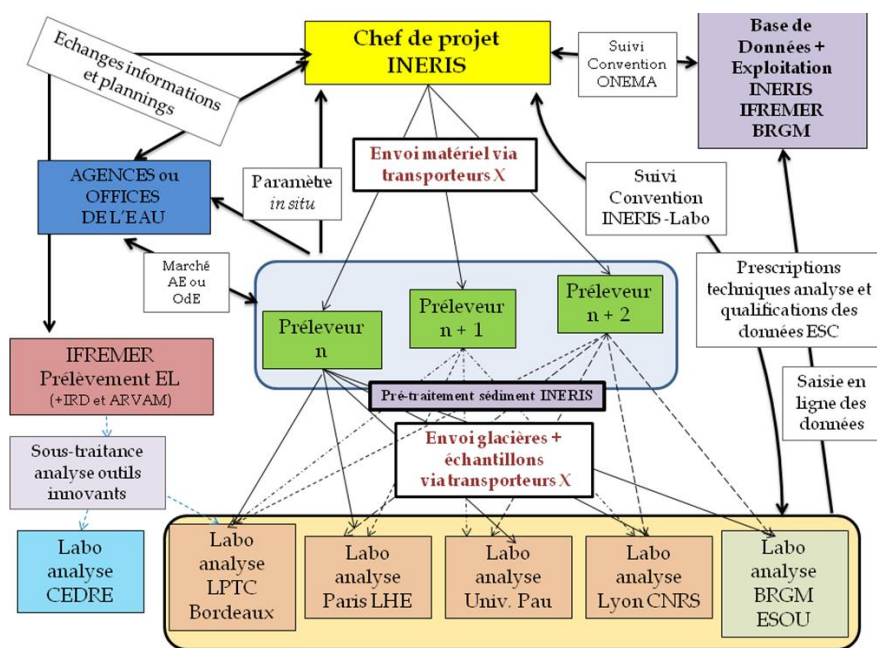 Chef de projet
INERIS
Echanges informations
et plannings
Suivi
Convention
ONEMA
Base de
Données +
Exploitation
INERIS
IFREMER
BRGM
Envoi matériel via
transporteurs X
AGENCES ou
OFFICES
DE L'EAU
Paramètre
in situ
Suivi
Convention
INERIS -Labo
Marché
AE ou
OdE
Préleveur
n
Préleveur
n + 1
Préleveur
n + 2
Prescriptions
techniques analyse et
qualifications des
données ESC
IFREMER
Prélèvement EL
(+IRD et ARVAM)
Pré-traitement sédiment INERIS
Saisie en
ligne des
données
Envoi glacières +
échantillons
via transporteurs X
Sous-traitance
analyse outils
innovants
Labo
analyse
CEDRE
Labo
analyse
LPTC
Bordeaux
Labo
analyse
Paris LHE
Labo
analyse
Univ. Pau
Labo
analyse
Lyon CNRS
Labo
analyse
BRGM
ESOU